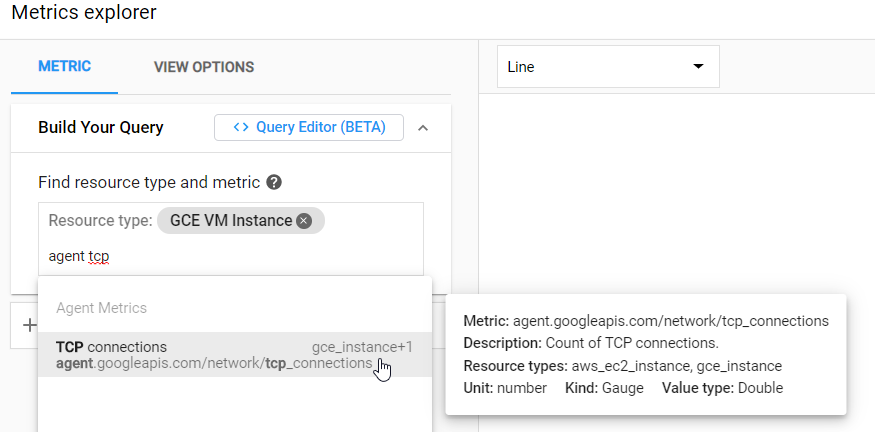 Metrics explorer
METRIC VIEW OPTIONS
Line
Build Your Query <> Query Editor (BETA)
Find resource type and metric ?
Resource type: GCE VM Instance
agent tcp
Agent Metrics
TCP connections gce_instance+1
agent.googleapis.com/network/tcp_connections
Metric: agent.googleapis.com/network/tcp_connections
Description: Count of TCP connections.
Resource types: aws_ec2_instance, gce_instance
Unit: number Kind: Gauge Value type: Double